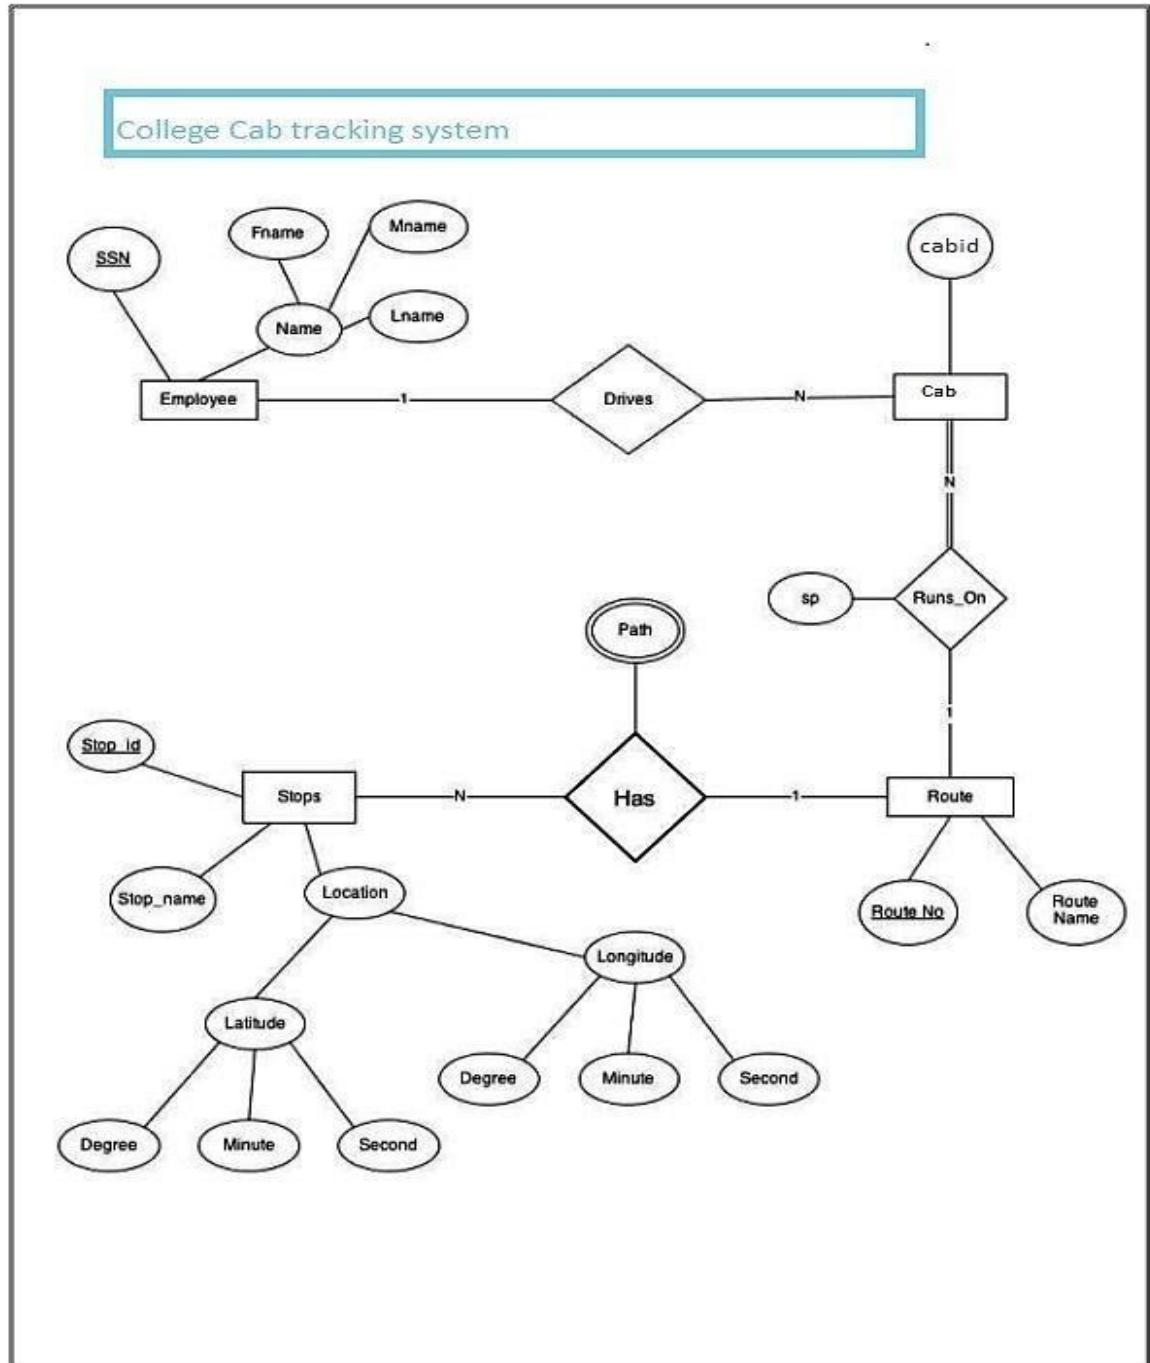 College Cab tracking system
SSN
Fname
Mname
Name
Lname
cabid
Employee
1
Drives
N
Cab
N
sp
Runs_On
Path
1
Stop_id
Stops
N
Has
1
Route
Stop_name
Location
Route No
Route
Name
Longitude
Latitude
Degree
Minute
Second
Degree
Minute
Second